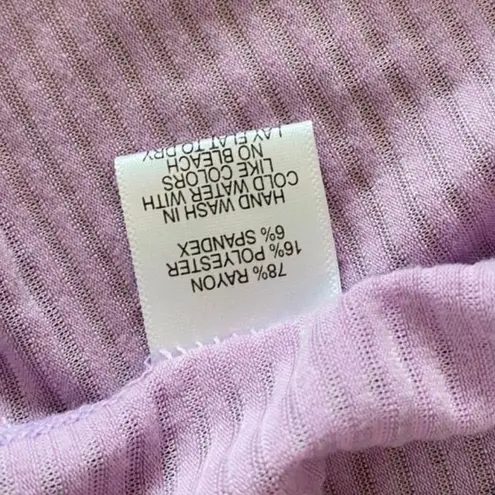 78% RAYON
16% POLYESTER
6% SPANDEX
HAND WASH IN
COLD WATER WITH
LIKE COLORS
NO BLEACH
LAY FLAT TO DRY